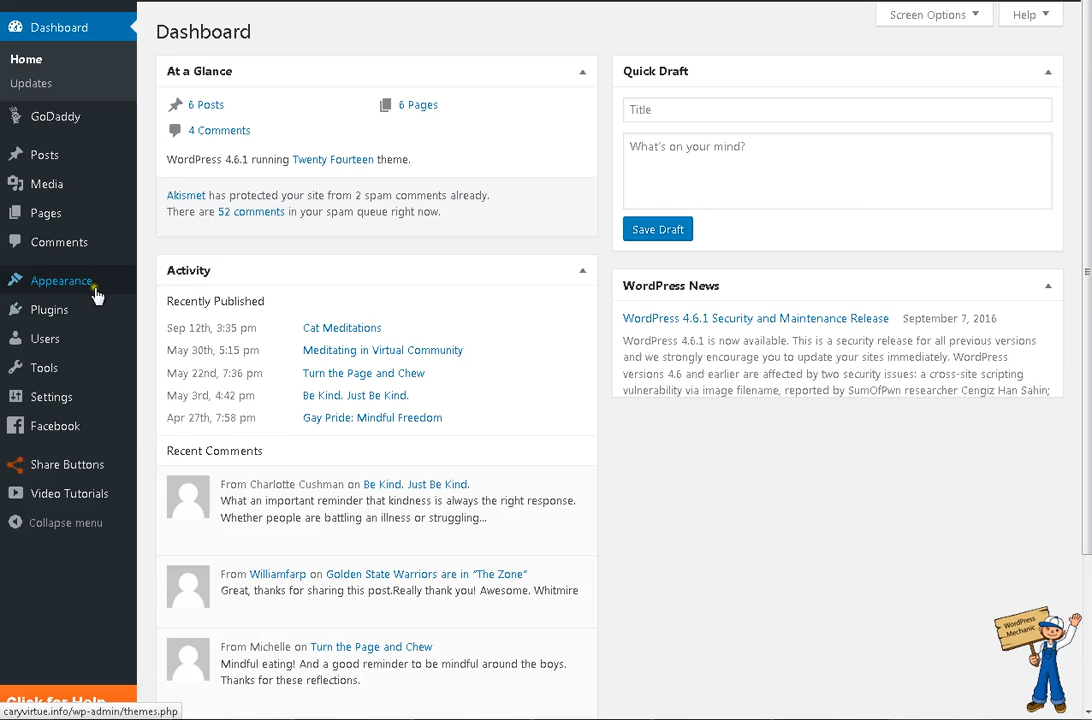 Dashboard
Home
Updates
GoDaddy
Posts
Media
Pages
Comments
Appearance
Plugins
Users
Tools
Settings
Facebook
Share Buttons
Video Tutorials
Collapse menu
Click for Help
caryvirtue.info/wp-admin/themes.php
Screen Options
Help
Dashboard
At a Glance
6 Posts
6 Pages
4 Comments
WordPress 4.6.1 running Twenty Fourteen theme.
Akismet has protected your site from 2 spam comments already.
There are 52 comments in your spam queue right now.
Activity
Recently Published
Sep 12th, 3:35 pm Cat Meditations
May 30th, 5:15 pm Meditating in Virtual Community
May 22nd, 7:36 pm Turn the Page and Chew
May 3rd, 4:42 pm Be Kind. Just Be Kind.
Apr 27th, 7:58 pm Gay Pride: Mindful Freedom
Recent Comments
From Charlotte Cushman on Be Kind. Just Be Kind.
What an important reminder that kindness is always the right response.
Whether people are battling an illness or struggling...
From Williamfarp on Golden State Warriors are in “The Zone”
Great, thanks for sharing this post.Really thank you! Awesome. Whitmire
From Michelle on Turn the Page and Chew
Mindful eating! And a good reminder to be mindful around the boys.
Thanks for these reflections.
Quick Draft
Title
What's on your mind?
Save Draft
WordPress News
WordPress 4.6.1 Security and Maintenance Release September 7, 2016
WordPress 4.6.1 is now available. This is a security release for all previous versions
and we strongly encourage you to update your sites immediately. WordPress
versions 4.6 and earlier are affected by two security issues: a cross-site scripting
vulnerability via image filename, reported by SumOfPwn researcher Cengiz Han Sahin;
WordPress
Mechanic